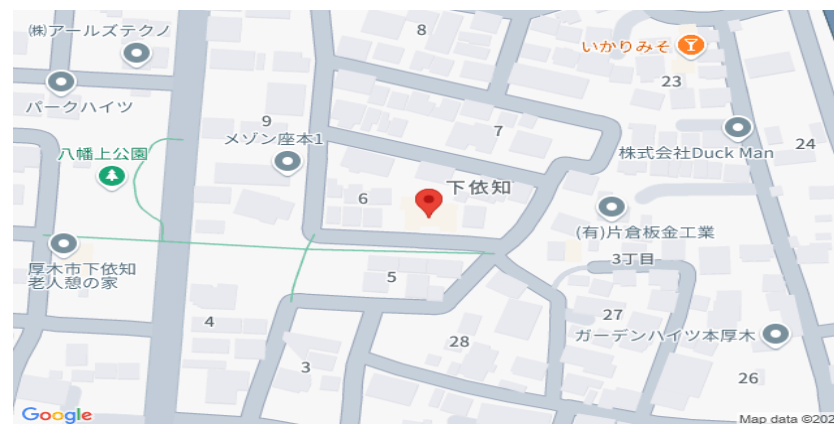 (株)アールズテクノ
8
いかりみそ
パークハイツ
23
9
7
メゾン座本1
株式会社Duck Man
24
八幡上公園
6
下依知
(有)片倉板金工業
3丁目
厚木市下依知
老人憩の家
5
27
4
ガーデンハイツ本厚木
28
3
26
Google
Map data ©202